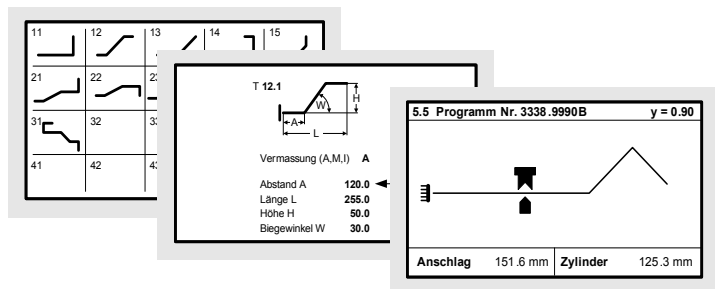 11 12 13 14 15
21 22 23
31 32 33
41 42
T 12.1
W
H
A
L
Vermassung (A,M,I) A
Abstand A 120.0
Länge L 255.0
Höhe H 50.0
Biegewinkel W 30.0
5.5 Programm Nr. 3338.9990B y = 0.90
Anschlag 151.6 mm Zylinder 125.3 mm